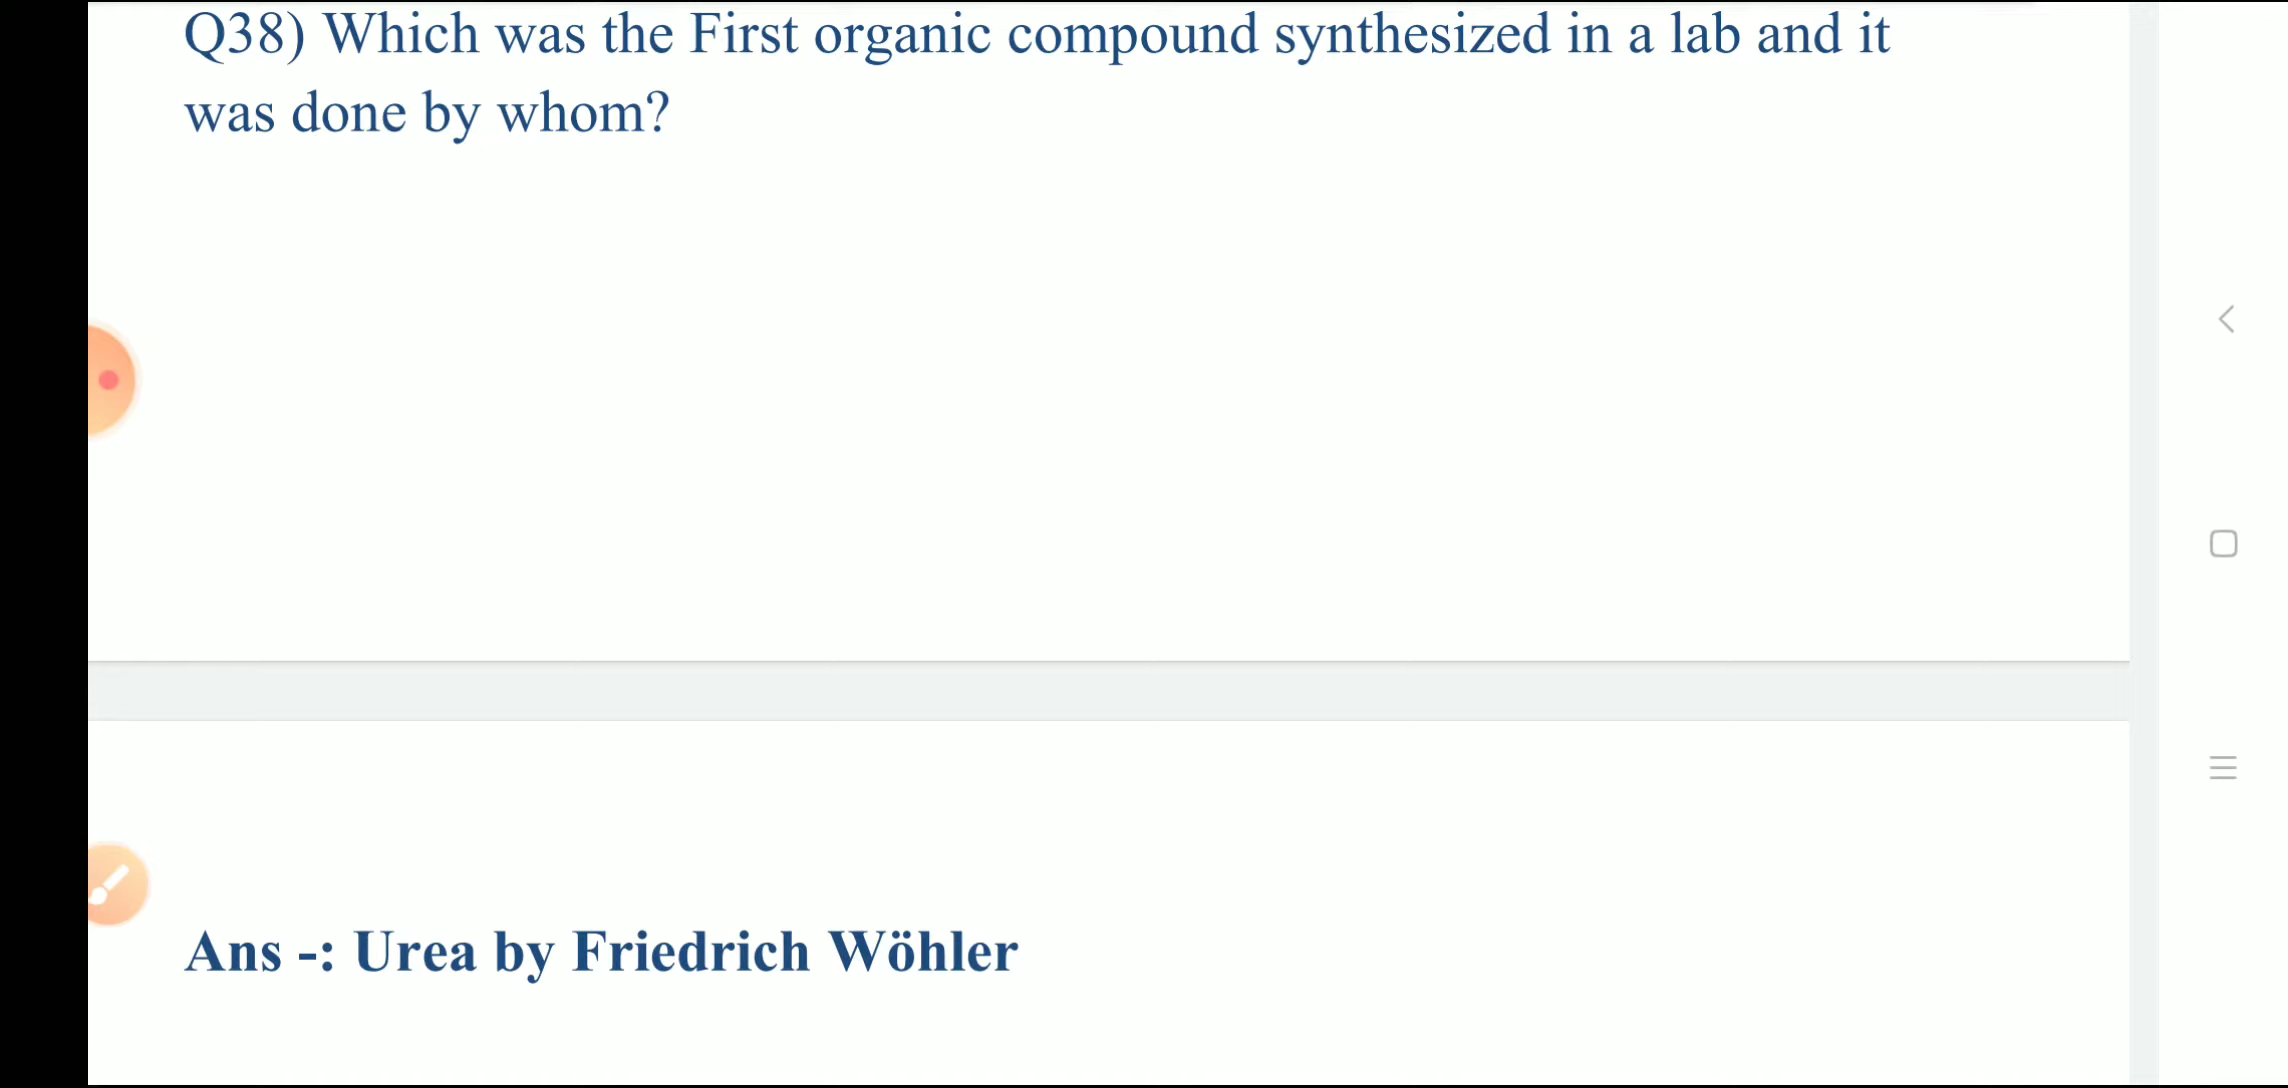 Q38) Which was the First organic compound synthesized in a lab and it
was done by whom?
Ans -: Urea by Friedrich Wöhler